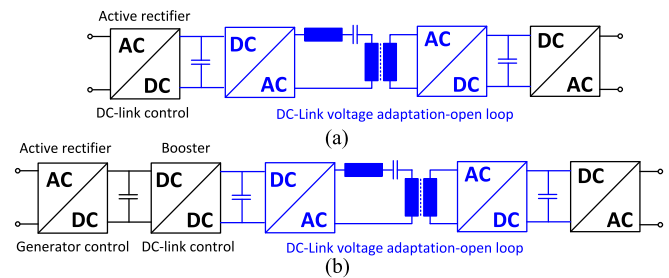 Active rectifier
AC DC DC AC AC DC DC AC
DC-link control
DC-Link voltage adaptation-open loop
(a)
Active rectifier Booster
AC DC DC DC DC AC AC DC DC AC
Generator control DC-link control
DC-Link voltage adaptation-open loop
(b)